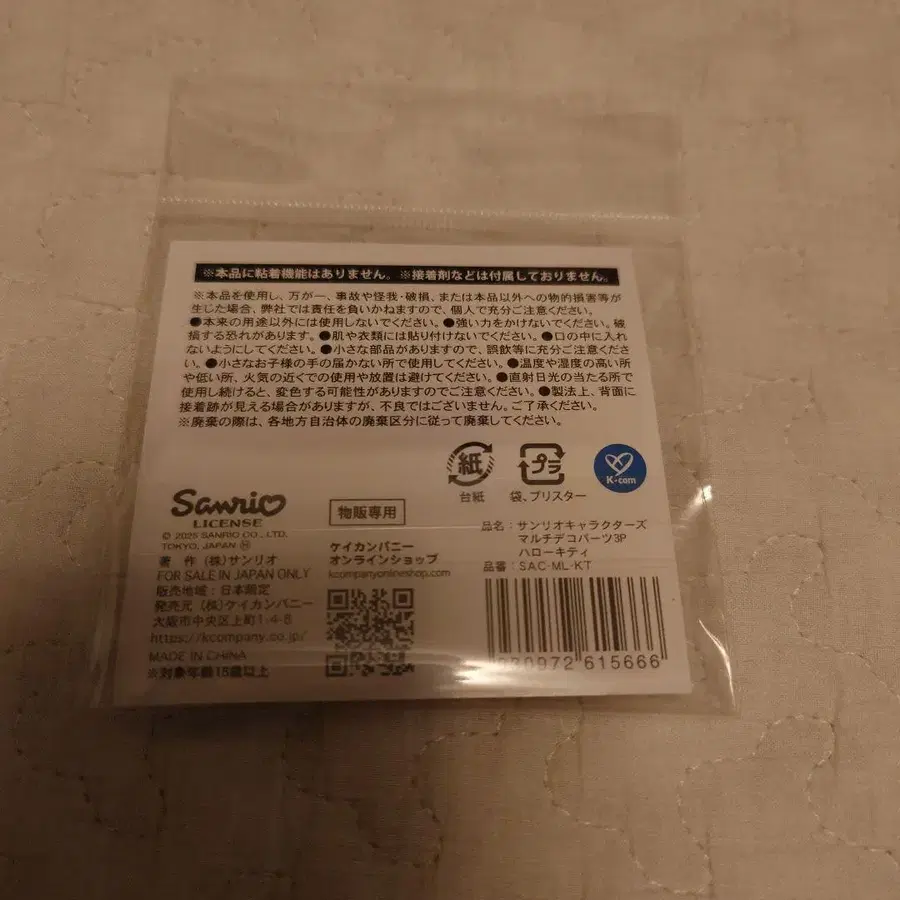 ※本品に粘着機能はありません。※接着剤などは付属しておりません。
※本品を使用し、万が一、事故や怪我・破損、または本品以外への物的損害等が
生じた場合、弊社では責任を負いかねますので、個人で充分ご注意ください。
●本来の用途以外には使用しないでください。●強い力をかけないでください。破
損する恐れがあります。●肌や衣類には貼り付けないでください。●口の中に入れ
ないようにしてください。●小さな部品がありますので、誤飲等に充分ご注意くださ
い。●小さなお子様の手の届かない所で使用してください。●温度や湿度の高い所
や低い所、火気の近くでの使用や放置は避けてください。●直射日光の当たる所で
使用し続けると、変色する可能性がありますのでご注意ください。●製法上、背面に
接着跡が見える場合がありますが、不良ではございません。ご了承ください。
※廃棄の際は、各地方自治体の廃棄区分に従って廃棄してください。
紙
台紙
プラ
袋、ブリスター
K-com
Sanrio
LICENSE
© 2025 SANRIO CO., LTD.
TOKYO, JAPAN Ⓗ
著 作 (株)サンリオ
FOR SALE IN JAPAN ONLY
販売地域:日本限定
発売元 (株)ケイカンパニー
大阪市中央区上町1-4-8
https://kcompany.co.jp/
MADE IN CHINA
※対象年齢15歳以上
物販専用
ケイカンパニー
オンラインショップ
kcompanyonlineshop.com
品名:サンリオキャラクターズ
マルチデコパーツ3P
ハローキティ
品番:SAC-ML-KT
970972 615666